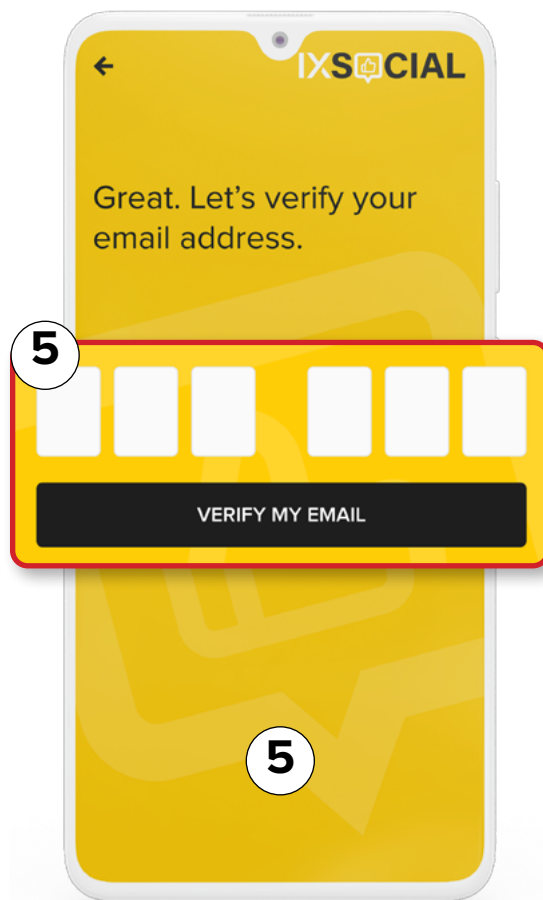 IXSOCIAL
Great. Let’s verify your
email address.
5
VERIFY MY EMAIL
5